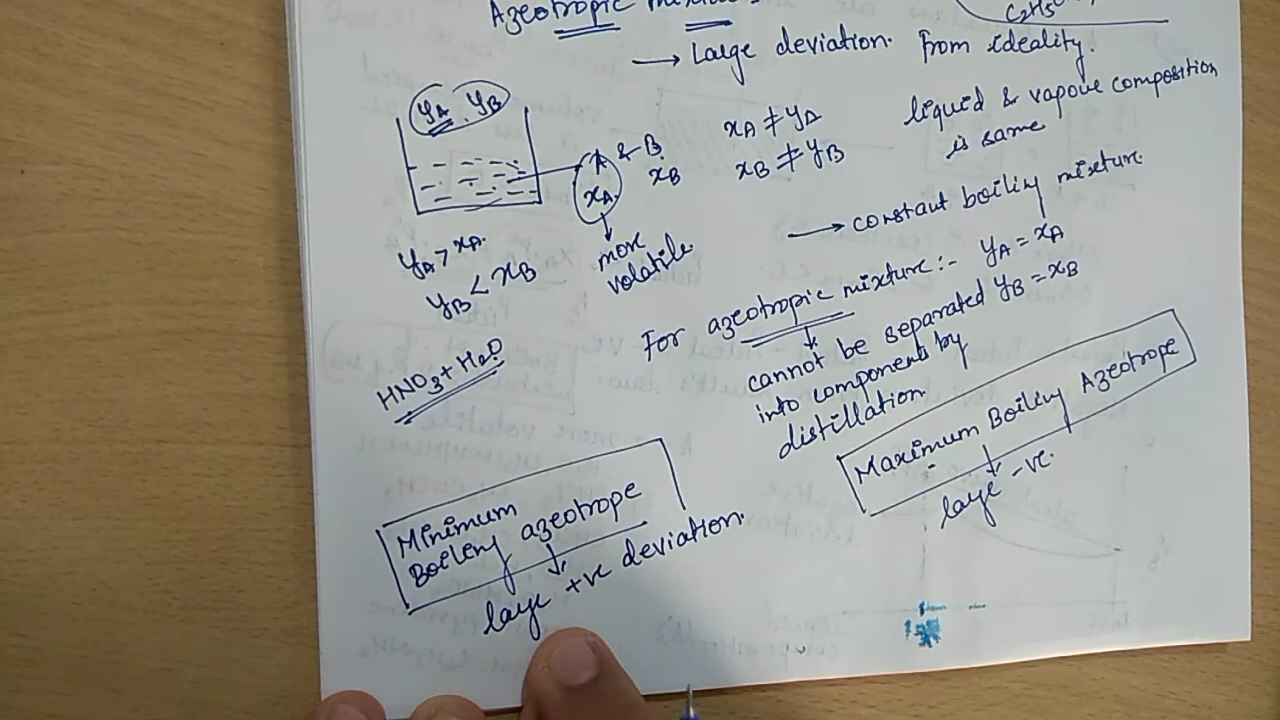 Azeotropic mixture
C2H5
→ Large deviation. From ideality.
yA, yB
A & B
xA, xB
more volatile.
xA ≠ yA
xB ≠ yB
liquid & vapour composition
is same
yA > xA.
yB < xB
→ constant boiling mixture.
For azeotropic mixture :- yA = xA
yB = xB
cannot be separated
into components by
distillation
HNO3 + H2O
Minimum
Boiling azeotrope
large +ve deviation.
Maximum Boiling Azeotrope
large -ve.